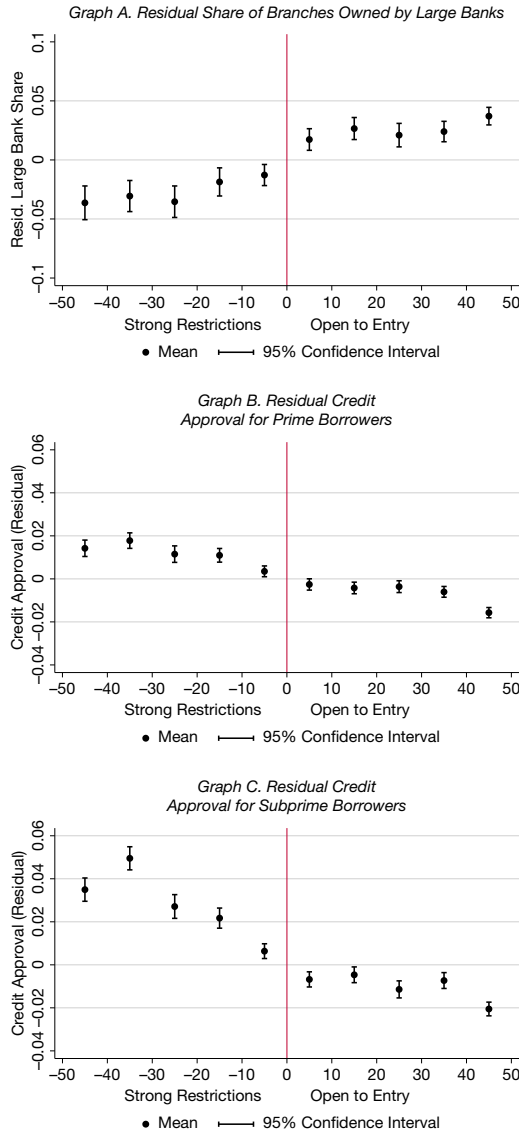 Graph A. Residual Share of Branches Owned by Large Banks
Resid. Large Bank Share
0.1
0.05
0
−0.05
−0.1
−50 −40 −30 −20 −10 0 10 20 30 40 50
Strong Restrictions Open to Entry
Mean 95% Confidence Interval
Graph B. Residual Credit
Approval for Prime Borrowers
Credit Approval (Residual)
0.06
0.04
0.02
0
−0.02
−0.04
−50 −40 −30 −20 −10 0 10 20 30 40 50
Strong Restrictions Open to Entry
Mean 95% Confidence Interval
Graph C. Residual Credit
Approval for Subprime Borrowers
Credit Approval (Residual)
0.06
0.04
0.02
0
−0.02
−0.04
−50 −40 −30 −20 −10 0 10 20 30 40 50
Strong Restrictions Open to Entry
Mean 95% Confidence Interval